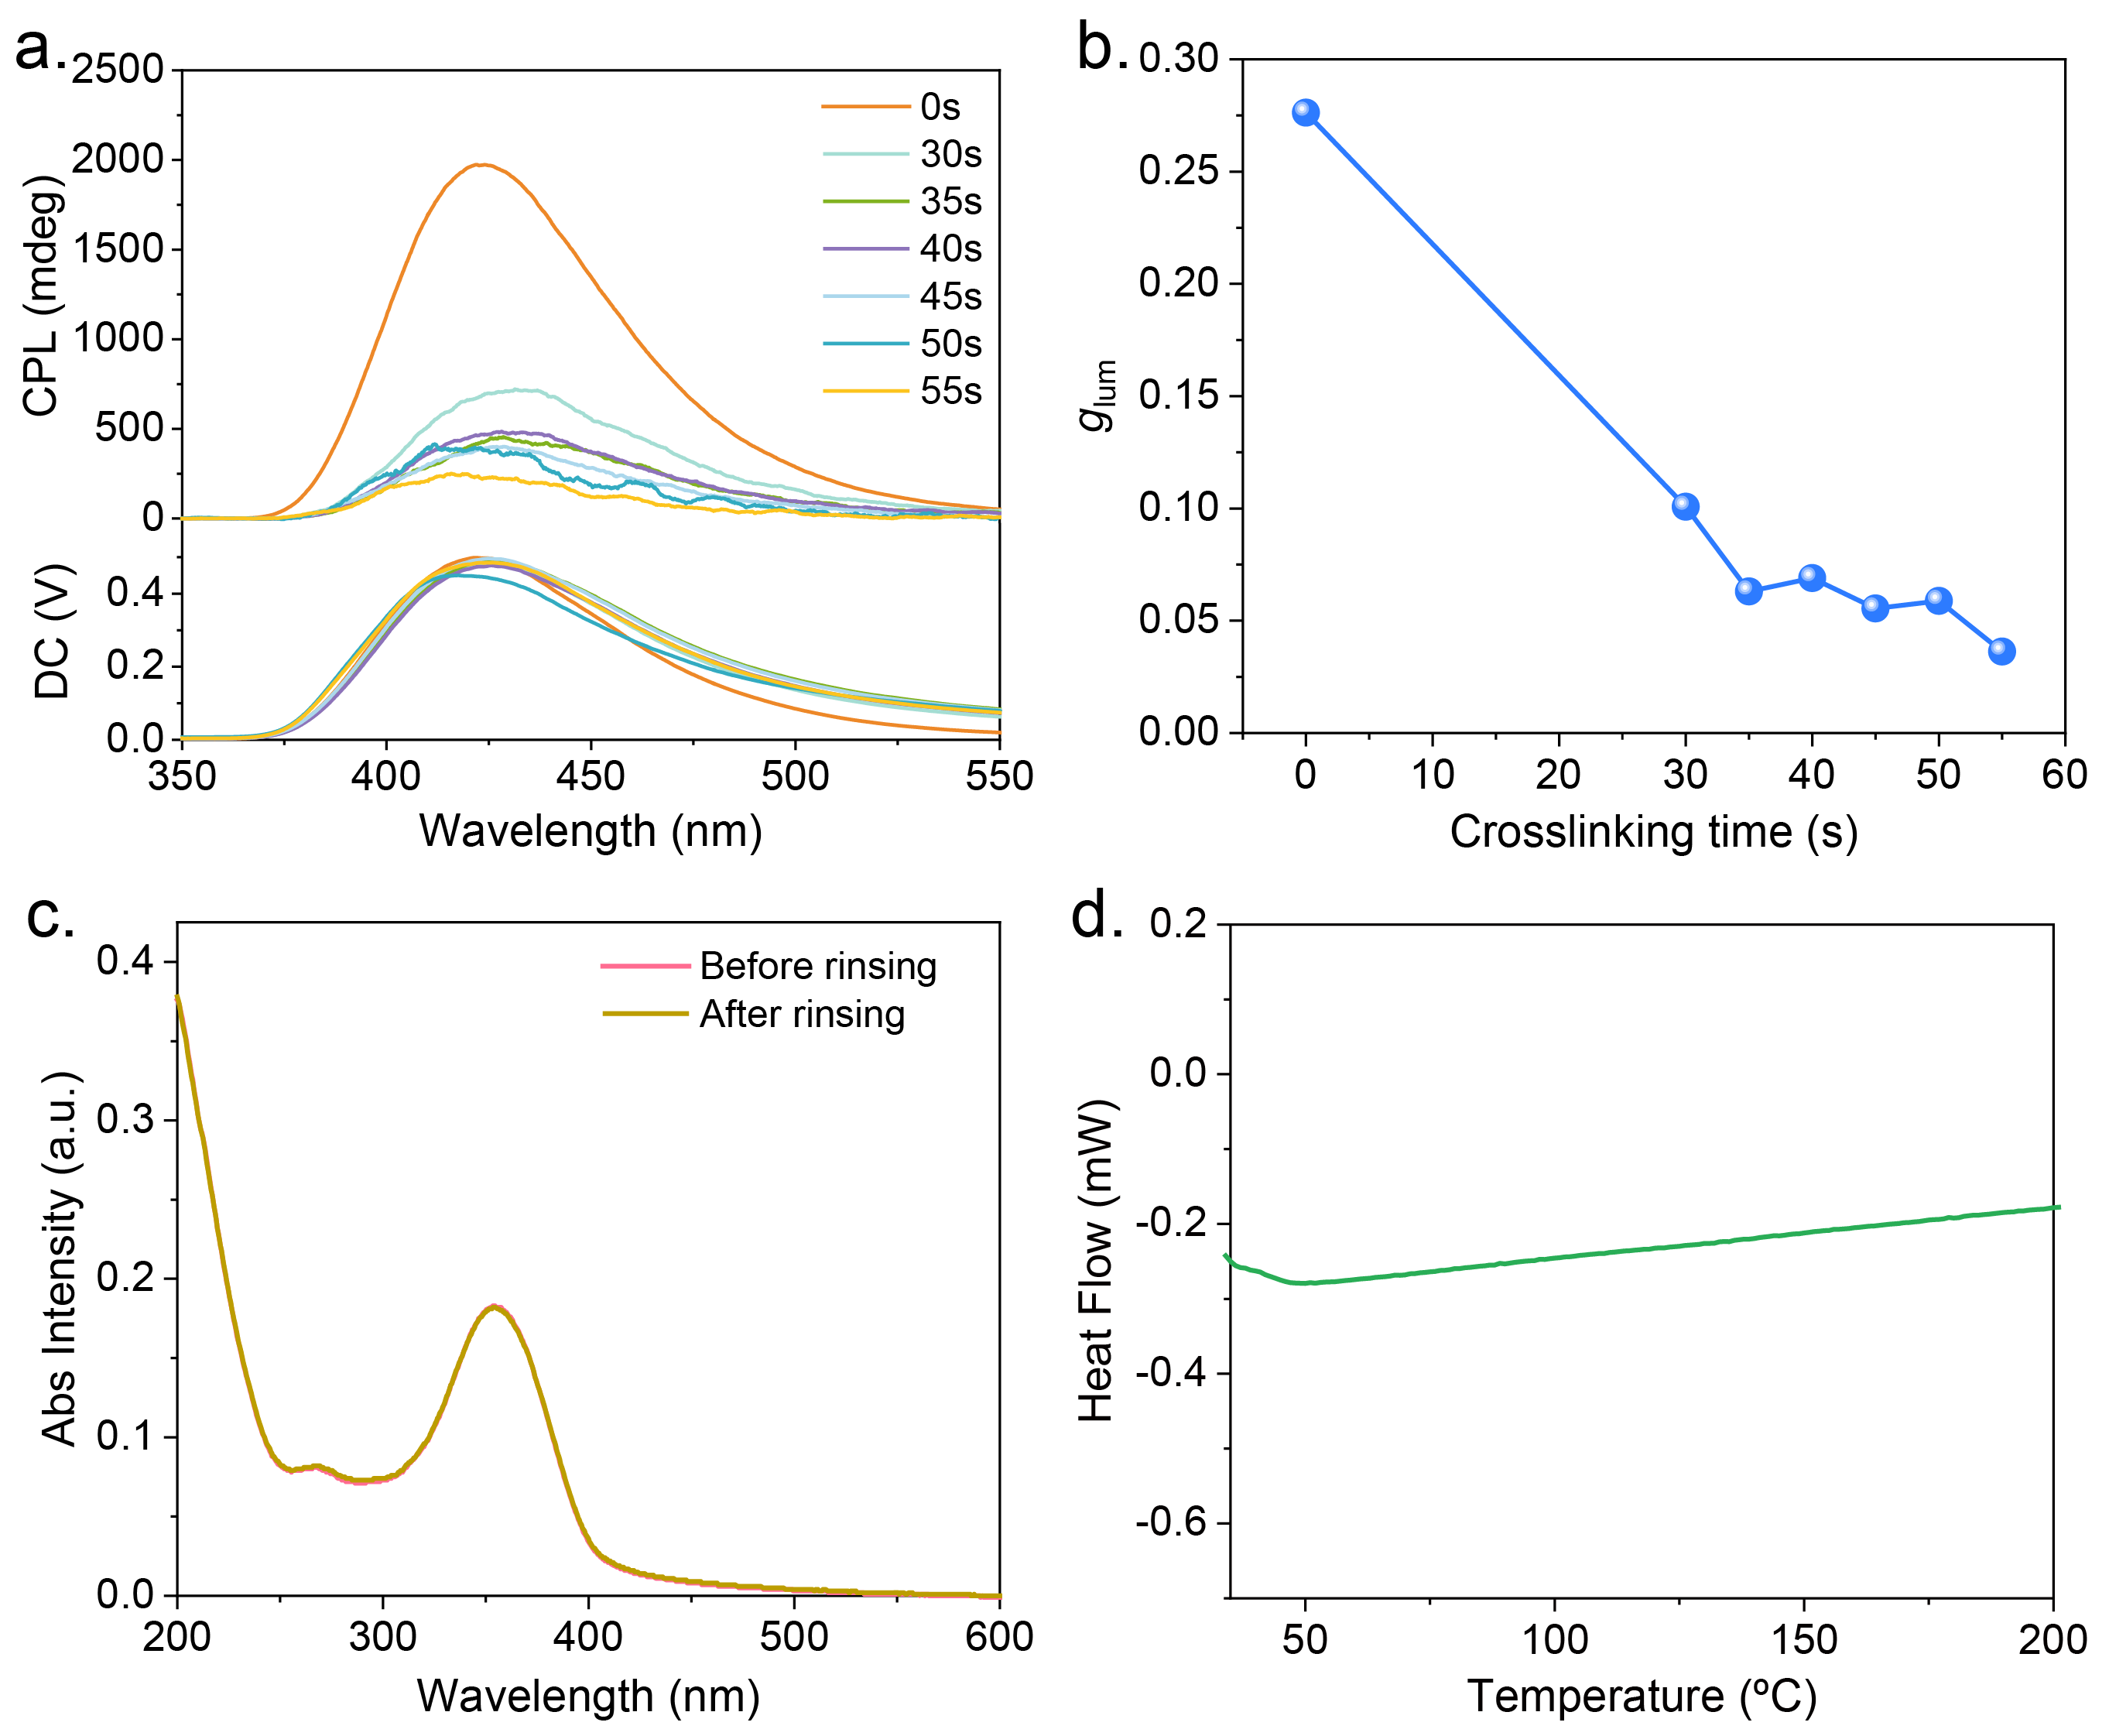 a.
2500
2000
1500
1000
500
0
CPL (mdeg)
0s
30s
35s
40s
45s
50s
55s
0.4
0.2
0.0
DC (V)
350 400 450 500 550
Wavelength (nm)
b.
0.30
0.25
0.20
0.15
0.10
0.05
0.00
glum
0 10 20 30 40 50 60
Crosslinking time (s)
c.
0.4
0.3
0.2
0.1
0.0
Abs Intensity (a.u.)
Before rinsing
After rinsing
200 300 400 500 600
Wavelength (nm)
d.
0.2
0.0
-0.2
-0.4
-0.6
Heat Flow (mW)
50 100 150 200
Temperature (ºC)